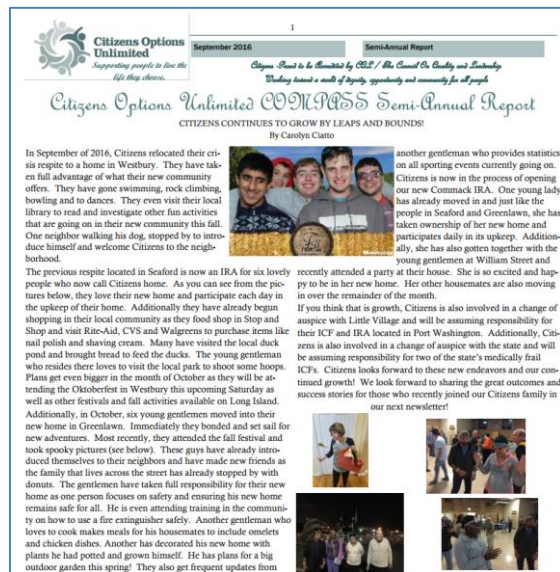 1
Citizens Options
Unlimited
Supporting people to live the
life they choose.
September 2016
Semi-Annual Report
Citizens -Proud to be Accredited by CQL / The Council On Quality and Leadership
Working toward a world of dignity, opportunity and community for all people
Citizens Options Unlimited COMPASS Semi-Annual Report
CITIZENS CONTINUES TO GROW BY LEAPS AND BOUNDS!
By Carolyn Ciatto
In September of 2016, Citizens relocated their cri-
sis respite to a home in Westbury. They have tak-
en full advantage of what their new community
offers. They have gone swimming, rock climbing,
bowling and to dances. They even visit their local
library to read and investigate other fun activities
that are going on in their new community this fall.
One neighbor walking his dog, stopped by to intro-
duce himself and welcome Citizens to the neigh-
borhood.
The previous respite located in Seaford is now an IRA for six lovely
people who now call Citizens home. As you can see from the pic-
tures below, they love their new home and participate each day in
the upkeep of their home. Additionally they have already begun
shopping in their local community as they food shop in Stop and
Shop and visit Rite-Aid, CVS and Walgreens to purchase items like
nail polish and shaving cream. Many have visited the local duck
pond and brought bread to feed the ducks. The young gentleman
who resides there loves to visit the local park to shoot some hoops.
Plans get even bigger in the month of October as they will be at-
tending the Oktoberfest in Westbury this upcoming Saturday as
well as other festivals and fall activities available on Long Island.
Additionally, in October, six young gentlemen moved into their
new home in Greenlawn. Immediately they bonded and set sail for
new adventures. Most recently, they attended the fall festival and
took spooky pictures (see below). These guys have already intro-
duced themselves to their neighbors and have made new friends as
the family that lives across the street has already stopped by with
donuts. The gentlemen have taken full responsibility for their new
home as one person focuses on safety and ensuring his new home
remains safe for all. He is even attending training in the communi-
ty on how to use a fire extinguisher safely. Another gentleman who
loves to cook makes meals for his housemates to include omelets
and chicken dishes. Another has decorated his new home with
plants he had potted and grown himself. He has plans for a big
outdoor garden this spring! They also get frequent updates from
another gentleman who provides statistics
on all sporting events currently going on.
Citizens is now in the process of opening
our new Commack IRA. One young lady
has already moved in and just like the
people in Seaford and Greenlawn, she has
taken ownership of her new home and
participates daily in its upkeep. Addition-
ally, she has also gotten together with the
young gentlemen at William Street and
recently attended a party at their house. She is so excited and hap-
py to be in her new home. Her other housemates are also moving
in over the remainder of the month.
If you think that is growth, Citizens is also involved in a change of
auspice with Little Village and will be assuming responsibility for
their ICF and IRA located in Port Washington. Additionally, Citi-
zens is also involved in a change of auspice with the state and will
be assuming responsibility for two of the state's medically frail
ICFs. Citizens looks forward to these new endeavors and our con-
tinued growth! We look forward to sharing the great outcomes and
success stories for those who recently joined our Citizens family in
our next newsletter!